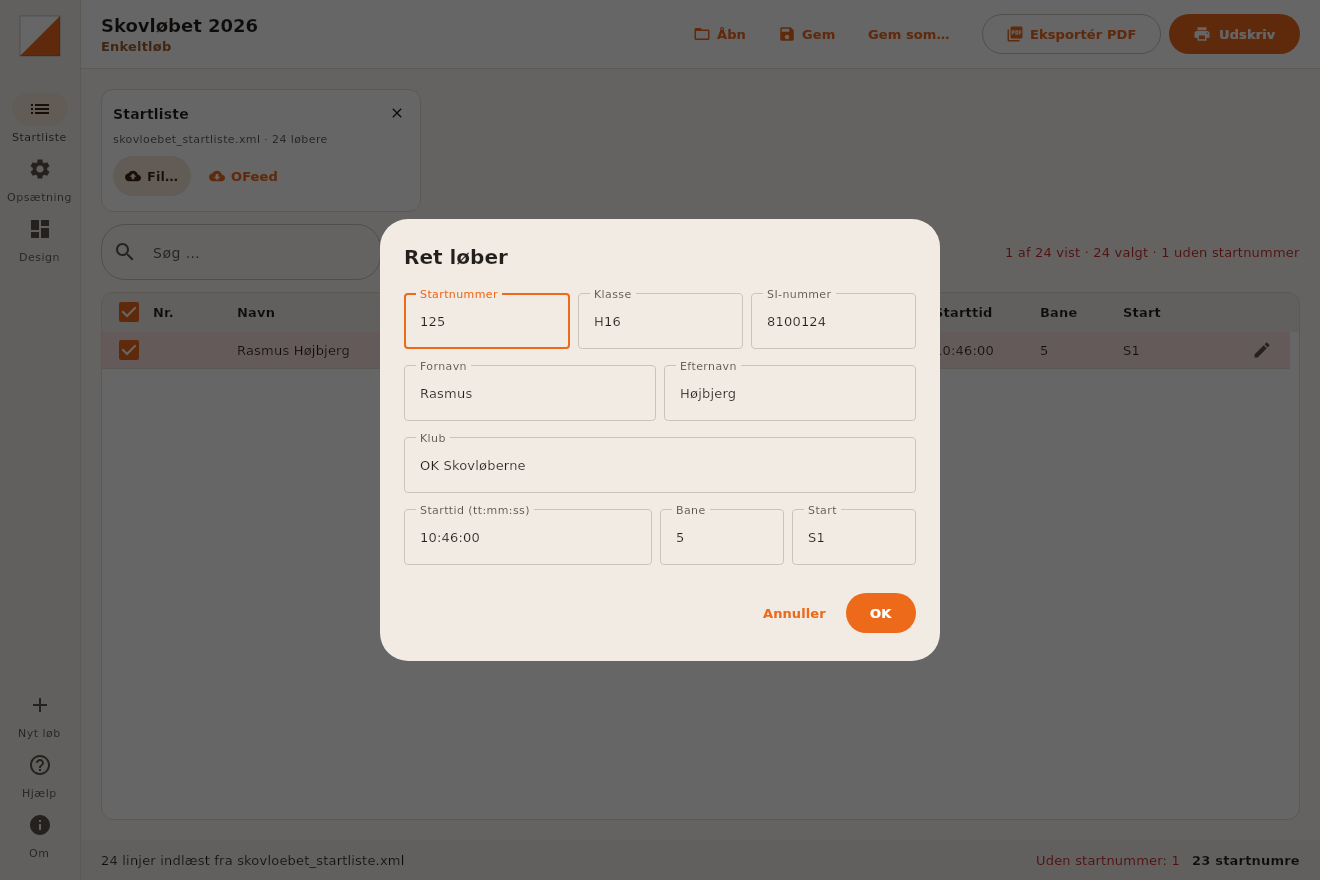 Skovløbet 2026
Enkeltløb
Åbn
Gem
Gem som...
Eksportér PDF
Udskriv
Startliste
Opsætning
Design
Startliste
skovloebet_startliste.xml · 24 løbere
Fil...
OFeed
Søg ...
1 af 24 vist · 24 valgt · 1 uden startnummer
Nr. Navn Starttid Bane Start
Rasmus Højbjerg 10:46:00 5 S1
Ret løber
Startnummer Klasse SI-nummer
125 H16 8100124
Fornavn Efternavn
Rasmus Højbjerg
Klub
OK Skovløberne
Starttid (tt:mm:ss) Bane Start
10:46:00 5 S1
Annuller OK
Nyt løb
Hjælp
Om
24 linjer indlæst fra skovloebet_startliste.xml
Uden startnummer: 1 23 startnumre